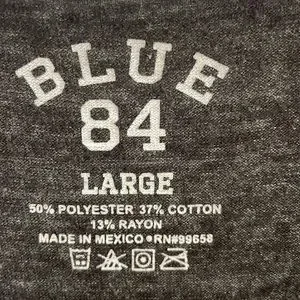 BLUE
84
LARGE
50% POLYESTER 37% COTTON
13% RAYON
MADE IN MEXICO•RN#99658